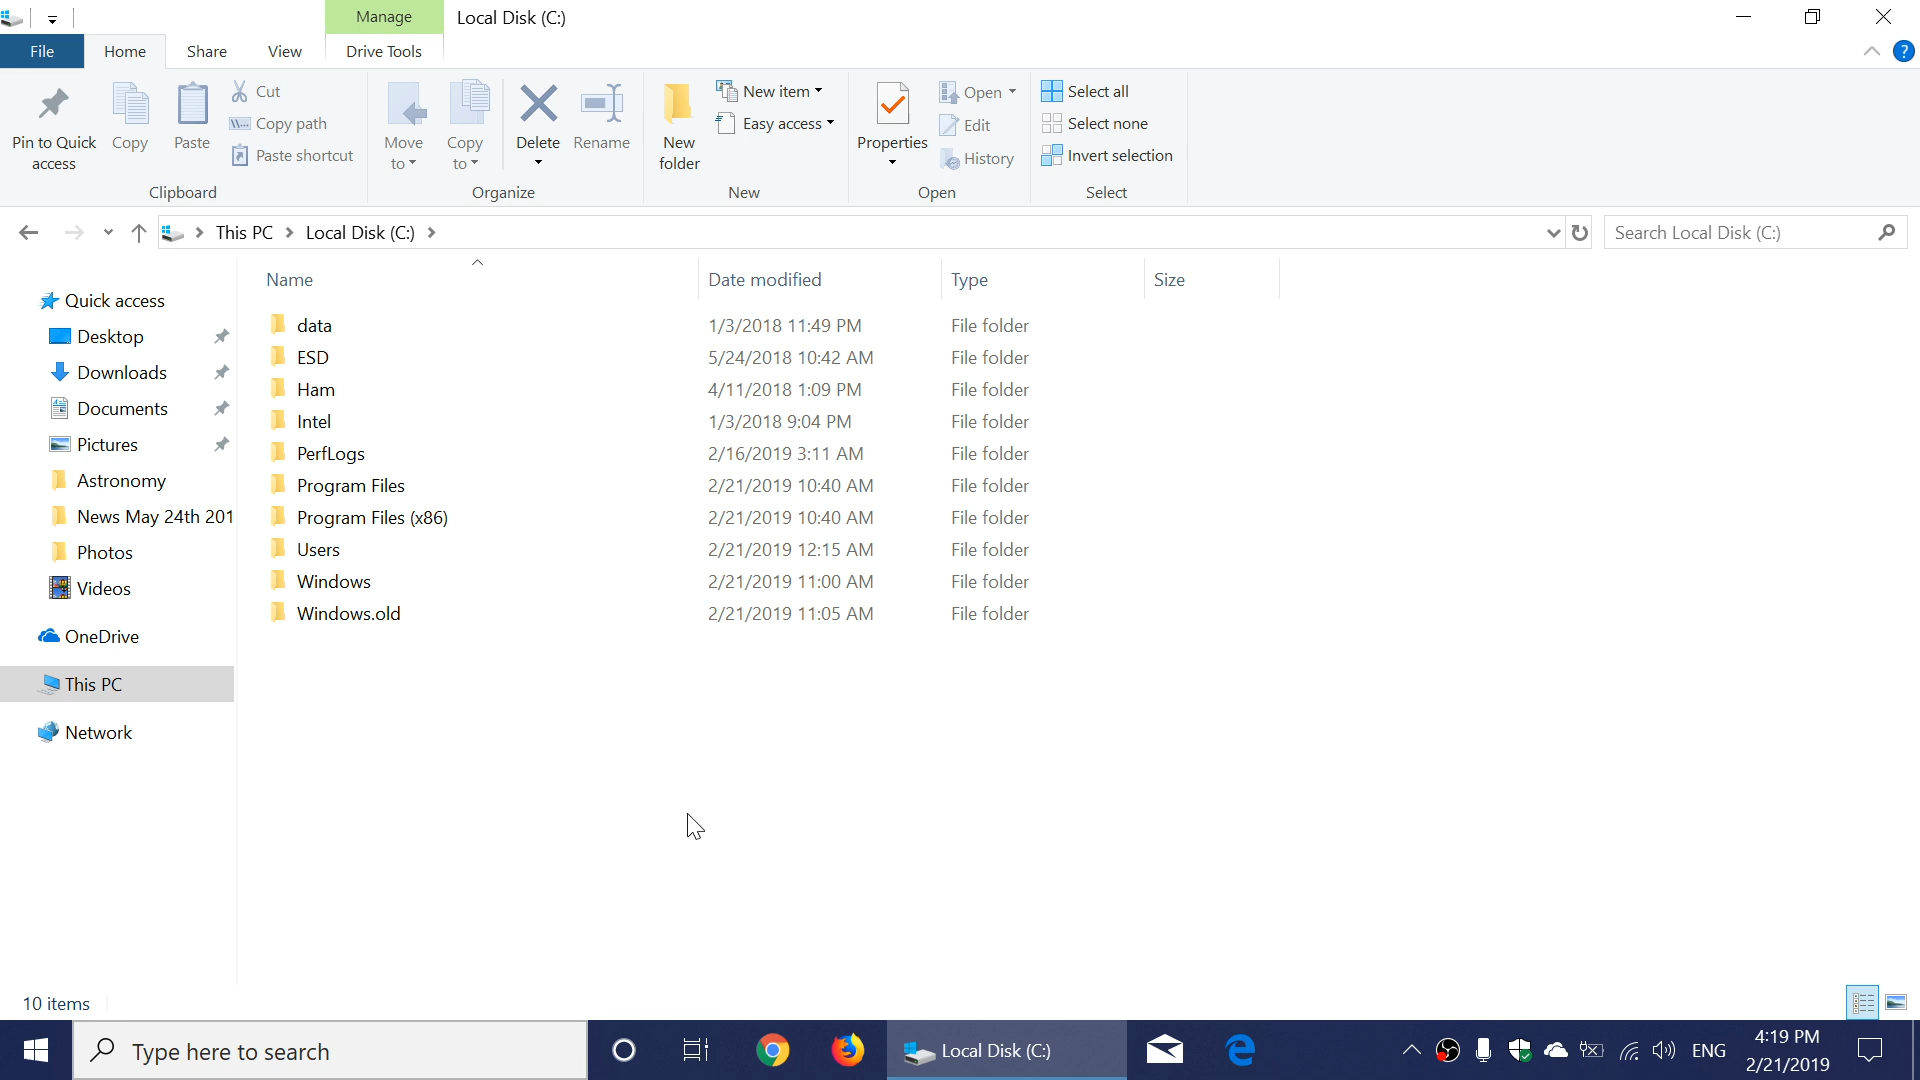 Manage
Local Disk (C:)
File
Home
Share
View
Drive Tools
?
Pin to Quick access
Copy
Paste
Cut
Copy path
Paste shortcut
Clipboard
Move to
Copy to
Delete
Rename
Organize
New folder
New item
Easy access
New
Properties
Open
Edit
History
Open
Select all
Select none
Invert selection
Select
This PC
Local Disk (C:)
Search Local Disk (C:)
Name
Date modified
Type
Size
Quick access
Desktop
Downloads
Documents
Pictures
Astronomy
News May 24th 201
Photos
Videos
OneDrive
This PC
Network
data 1/3/2018 11:49 PM File folder
ESD 5/24/2018 10:42 AM File folder
Ham 4/11/2018 1:09 PM File folder
Intel 1/3/2018 9:04 PM File folder
PerfLogs 2/16/2019 3:11 AM File folder
Program Files 2/21/2019 10:40 AM File folder
Program Files (x86) 2/21/2019 10:40 AM File folder
Users 2/21/2019 12:15 AM File folder
Windows 2/21/2019 11:00 AM File folder
Windows.old 2/21/2019 11:05 AM File folder
10 items
Type here to search
Local Disk (C:)
ENG
4:19 PM
2/21/2019